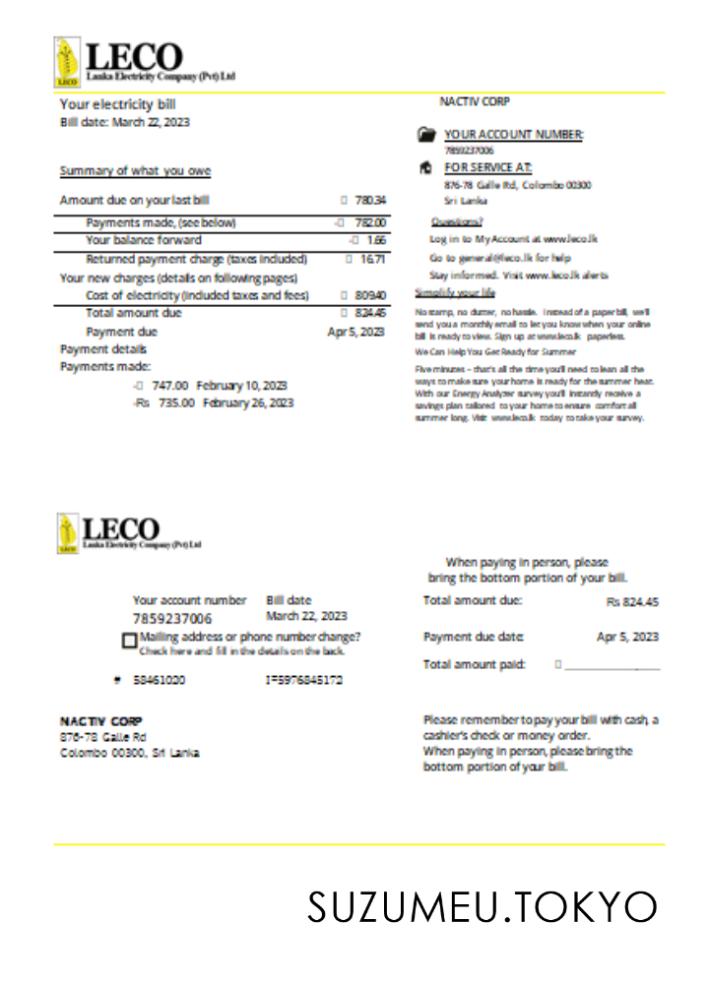 LECO
Lanka Electricity Company (Pvt) Ltd
LECO
Your electricity bill
Bill date: March 22, 2023
NACTIV CORP
YOUR ACCOUNT NUMBER:
7859237006
FOR SERVICE AT:
876-78 Galle Rd, Colombo 00300
Sri Lanka
Summary of what you owe
Amount due on your last bill 780.34
Payments made, (see below) - 782.00
Your balance forward - 1.66
Returned payment charge (taxes included) 16.71
Your new charges (details on following pages)
Cost of electricity (included taxes and fees) 809.40
Total amount due 824.45
Payment due Apr 5, 2023
Payment details
Payments made:
- 747.00 February 10, 2023
-Rs 735.00 February 26, 2023
Questions?
Log in to My Account at www.leco.lk
Go to general@leco.lk for help
Stay informed. Visit www.leco.lk alerts
Simplify your life
No stamp, no clutter, no hassle. Instead of a paper bill, we'll
send you a monthly email to let you know when your online
bill is ready to view. Sign up at www.leco.lk paperless.
We Can Help You Get Ready for Summer
Five minutes – that's all the time you'll need to lean all the
ways to make sure your home is ready for the summer heat.
With our Energy Analyzer survey you'll instantly receive a
savings plan tailored to your home to ensure comfort all
summer long. Visit www.leco.lk today to take your survey.
LECO
Lanka Electricity Company (Pvt) Ltd
LECO
Your account number Bill date
7859237006 March 22, 2023
Mailing address or phone number change?
Check here and fill in the details on the back.
# 58461020 1=5976845172
NACTIV CORP
876-78 Galle Rd
Colombo 00300, Sri Lanka
When paying in person, please
bring the bottom portion of your bill.
Total amount due: Rs 824.45
Payment due date: Apr 5, 2023
Total amount paid:
Please remember to pay your bill with cash, a
cashier's check or money order.
When paying in person, please bring the
bottom portion of your bill.
SUZUMEU.TOKYO